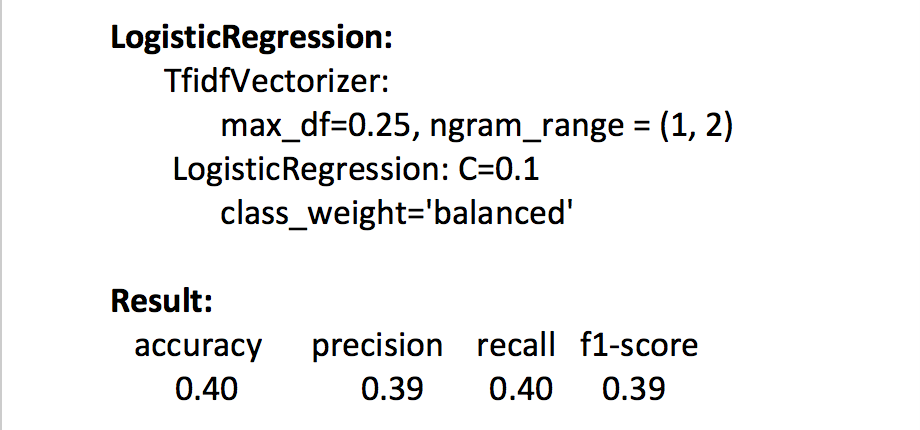 LogisticRegression:
TfidfVectorizer:
max_df=0.25, ngram_range = (1, 2)
LogisticRegression: C=0.1
class_weight='balanced'
Result:
accuracy precision recall f1-score
0.40 0.39 0.40 0.39